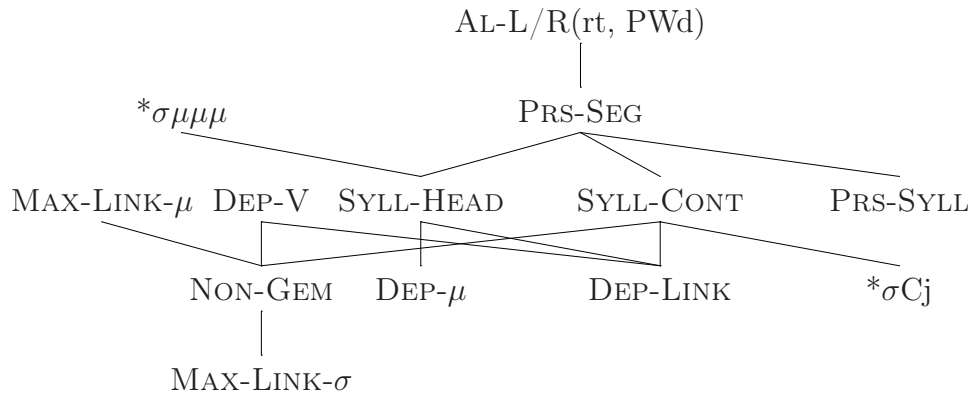 AL-L/R(rt, PWd)
*σμμμ PRS-SEG
MAX-LINK-μ DEP-V SYLL-HEAD SYLL-CONT PRS-SYLL
NON-GEM DEP-μ DEP-LINK *σCj
MAX-LINK-σ